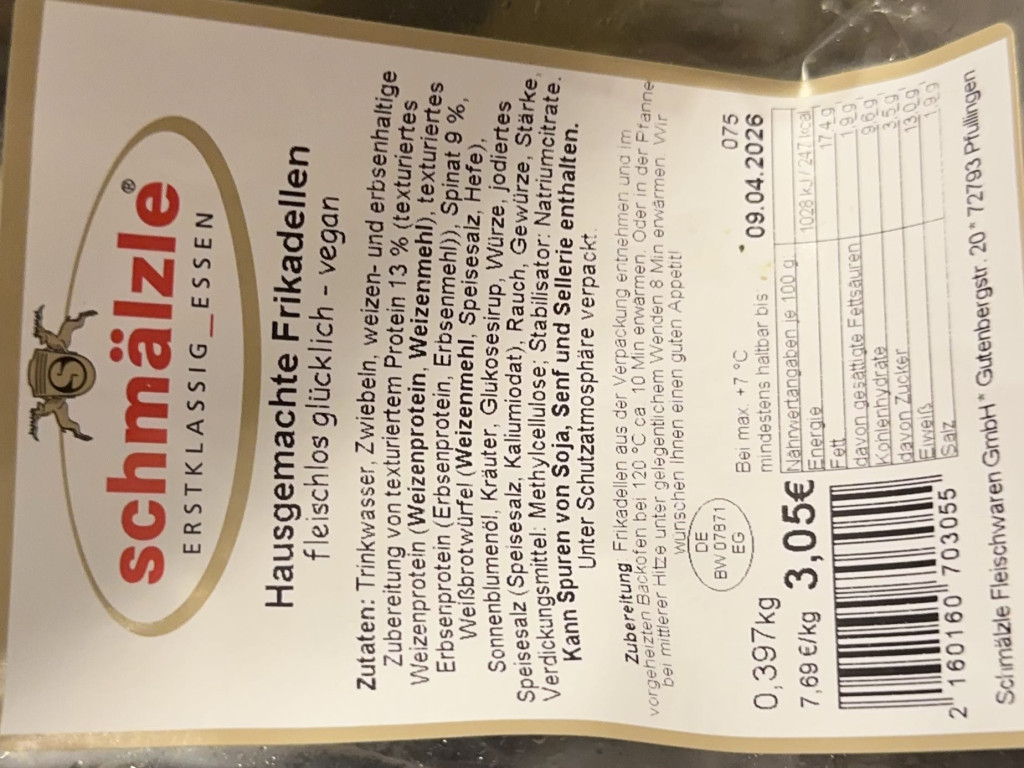 schmälzle®
ERSTKLASSIG_ESSEN
Hausgemachte Frikadellen
fleischlos glücklich - vegan
Zutaten: Trinkwasser, Zwiebeln, weizen- und erbsenhaltige
Zubereitung von texturiertem Protein 13 % (texturiertes
Weizenprotein (Weizenprotein, Weizenmehl), texturiertes
Erbsenprotein (Erbsenprotein, Erbsenmehl)), Spinat 9 %,
Weißbrotwürfel (Weizenmehl, Speisesalz, Hefe),
Sonnenblumenöl, Kräuter, Glukosesirup, Würze, jodiertes
Speisesalz (Speisesalz, Kaliumiodat), Rauch, Gewürze, Stärke,
Verdickungsmittel: Methylcellulose; Stabilisator: Natriumcitrate.
Kann Spuren von Soja, Senf und Sellerie enthalten.
Unter Schutzatmosphäre verpackt.
Zubereitung Frikadellen aus der Verpackung entnehmen und im
vorgeheizten Backofen bei 120 °C ca. 10 Min erwärmen. Oder in der Pfanne
bei mittlerer Hitze unter gelegentlichem Wenden 8 Min erwärmen. Wir
wünschen Ihnen einen guten Appetit!
DE
BW 07871
EG
075
Bei max. +7 °C
mindestens haltbar bis 09.04.2026
0,397kg
7,69 €/kg 3,05€
Nährwertangaben je 100 g
Energie 1028 kJ / 247 kcal
Fett 17,4 g
davon gesättigte Fettsäuren 1,9 g
Kohlenhydrate 9,6 g
davon Zucker 3,5 g
Eiweiß 13,0 g
Salz 1,9 g
2 160160 703055
Schmälzle Fleischwaren GmbH * Gutenbergstr. 20 * 72793 Pfullingen